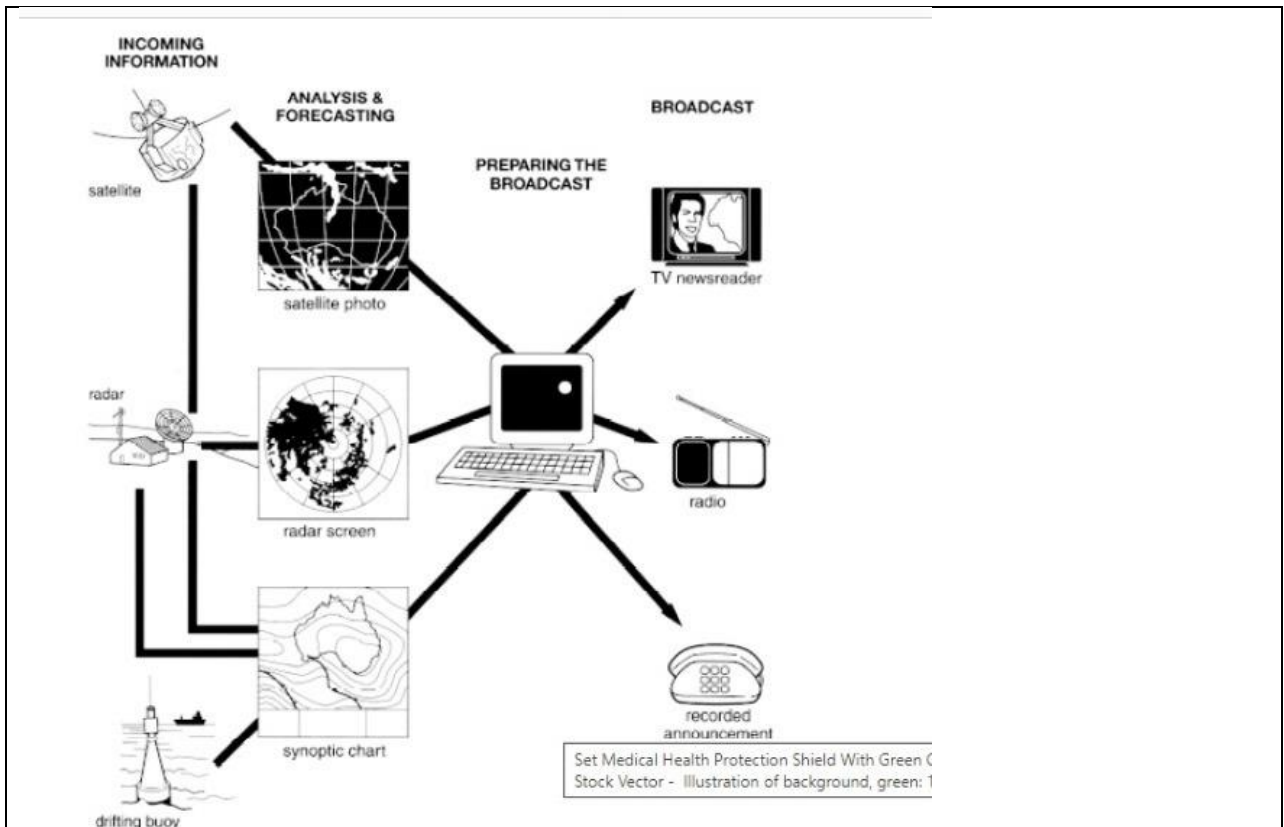 INCOMING
INFORMATION
satellite
radar
drifting buoy
ANALYSIS &
FORECASTING
satellite photo
radar screen
synoptic chart
PREPARING THE
BROADCAST
BROADCAST
TV newsreader
radio
recorded
announcement
Set Medical Health Protection Shield With Green
Stock Vector - Illustration of background, green: